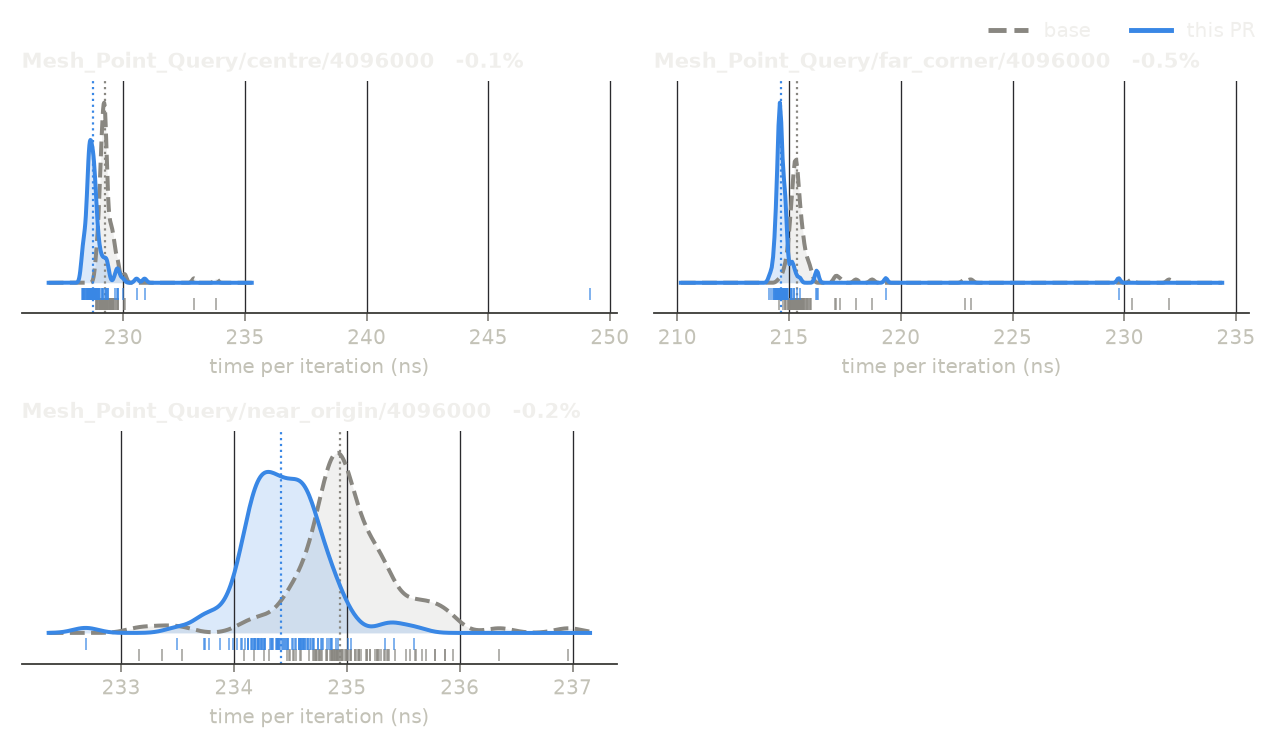 base this PR
Mesh_Point_Query/centre/4096000 -0.1%
230 235 240 245 250
time per iteration (ns)
Mesh_Point_Query/far_corner/4096000 -0.5%
210 215 220 225 230 235
time per iteration (ns)
Mesh_Point_Query/near_origin/4096000 -0.2%
233 234 235 236 237
time per iteration (ns)